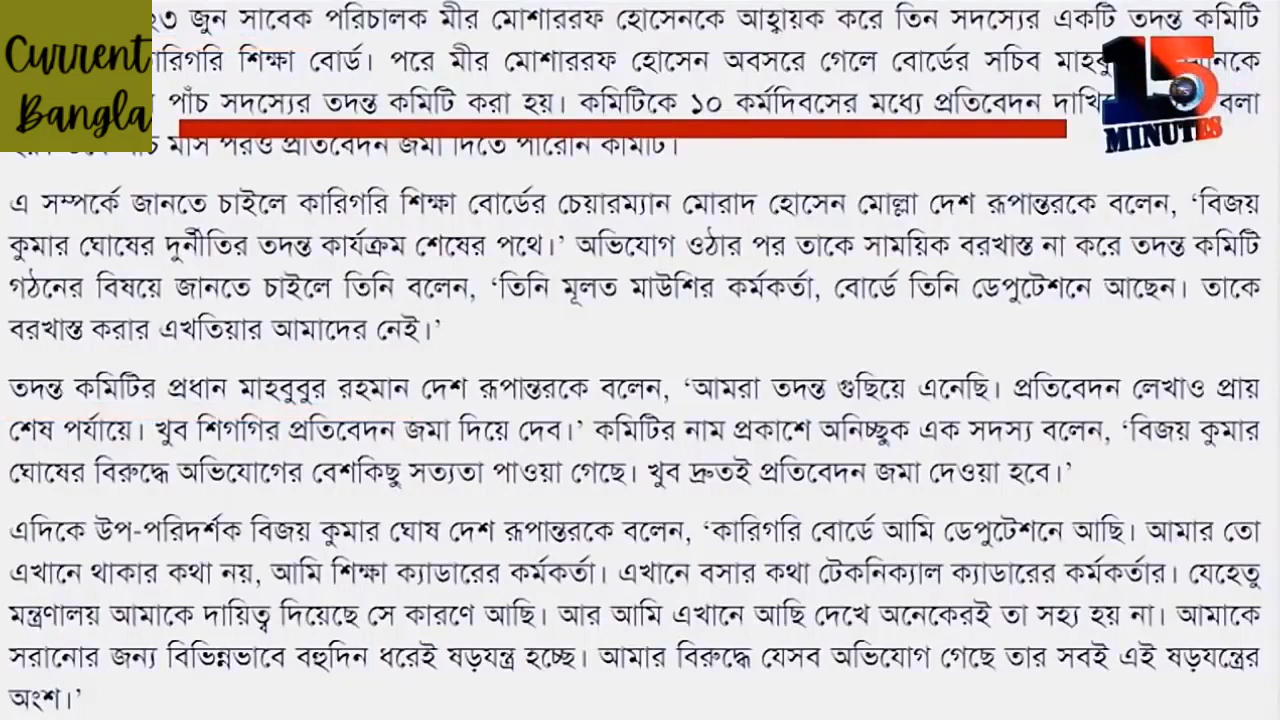 Current
Bangla
২৩ জুন সাবেক পরিচালক মীর মোশাররফ হোসেনকে আহ্বায়ক করে তিন সদস্যের একটি তদন্ত কমিটি
শিক্ষা বোর্ড। পরে মীর মোশাররফ হোসেন অবসরে গেলে বোর্ডের সচিব
পাঁচ সদস্যের তদন্ত কমিটি করা হয়। কমিটিকে ১০ কর্মদিবসের মধ্যে প্রতিবেদন বলা
15
MINUTES
মাস পরও প্রতিবেদন জমা দিতে পারেনি কমিটি।
এ সম্পর্কে জানতে চাইলে কারিগরি শিক্ষা বোর্ডের চেয়ারম্যান মোরাদ হোসেন মোল্লা দেশ রূপান্তরকে বলেন, ‘বিজয়
কুমার ঘোষের দুর্নীতির তদন্ত কার্যক্রম শেষের পথে।’ অভিযোগ ওঠার পর তাকে সাময়িক বরখাস্ত না করে তদন্ত কমিটি
গঠনের বিষয়ে জানতে চাইলে তিনি বলেন, ‘তিনি মূলত মাউশির কর্মকর্তা, বোর্ডে তিনি ডেপুটেশনে আছেন। তাকে
বরখাস্ত করার এখতিয়ার আমাদের নেই।’
তদন্ত কমিটির প্রধান মাহবুবুর রহমান দেশ রূপান্তরকে বলেন, ‘আমরা তদন্ত গুছিয়ে এনেছি। প্রতিবেদন লেখাও প্রায়
শেষ পর্যায়ে। খুব শিগগির প্রতিবেদন জমা দিয়ে দেব।’ কমিটির নাম প্রকাশে অনিচ্ছুক এক সদস্য বলেন, ‘বিজয় কুমার
ঘোষের বিরুদ্ধে অভিযোগের বেশকিছু সত্যতা পাওয়া গেছে। খুব দ্রুতই প্রতিবেদন জমা দেওয়া হবে।’
এদিকে উপ-পরিদর্শক বিজয় কুমার ঘোষ দেশ রূপান্তরকে বলেন, ‘কারিগরি বোর্ডে আমি ডেপুটেশনে আছি। আমার তো
এখানে থাকার কথা নয়, আমি শিক্ষা ক্যাডারের কর্মকর্তা। এখানে বসার কথা টেকনিক্যাল ক্যাডারের কর্মকর্তার। যেহেতু
মন্ত্রণালয় আমাকে দায়িত্ব দিয়েছে সে কারণে আছি। আর আমি এখানে আছি দেখে অনেকেরই তা সহ্য হয় না। আমাকে
সরানোর জন্য বিভিন্নভাবে বহুদিন ধরেই ষড়যন্ত্র হচ্ছে। আমার বিরুদ্ধে যেসব অভিযোগ গেছে তার সবই এই ষড়যন্ত্রের
অংশ।’